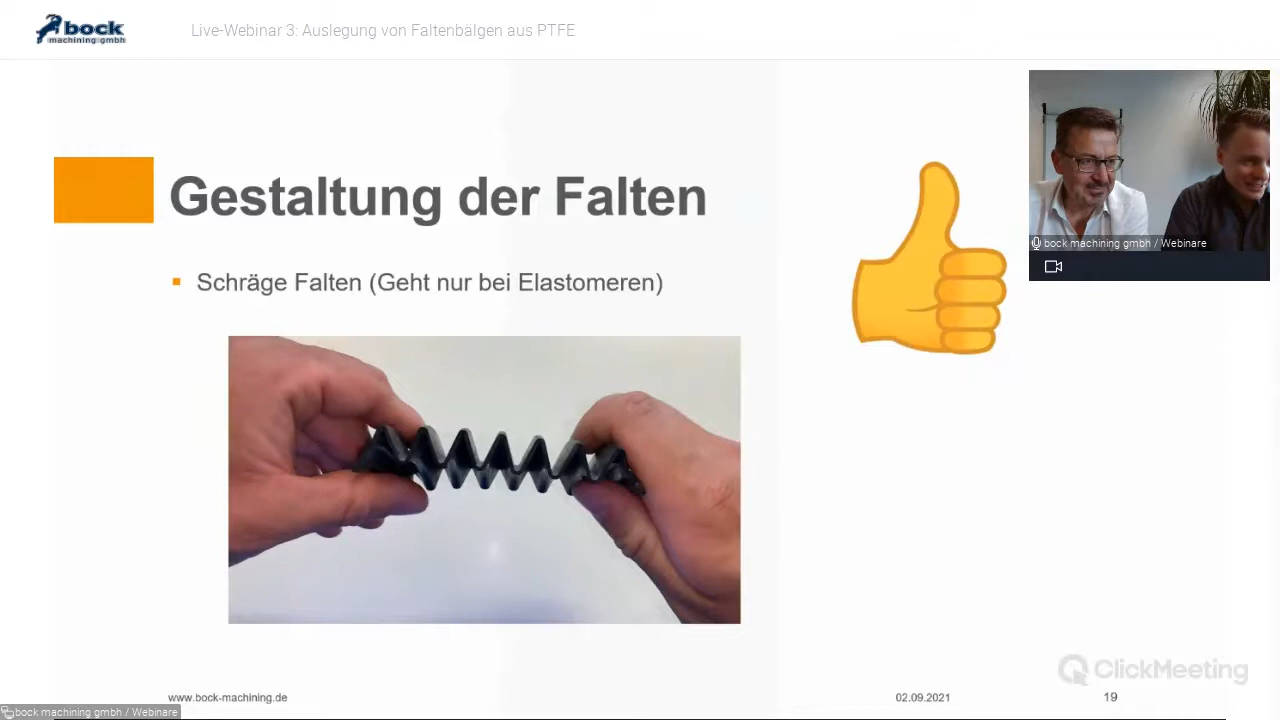 bock
machining gmbh
Live-Webinar 3: Auslegung von Faltenbälgen aus PTFE
bock machining gmbh / Webinare
Gestaltung der Falten
Schräge Falten (Geht nur bei Elastomeren)
ClickMeeting
www.bock-machining.de
02.09.2021
19
bock machining gmbh / Webinare